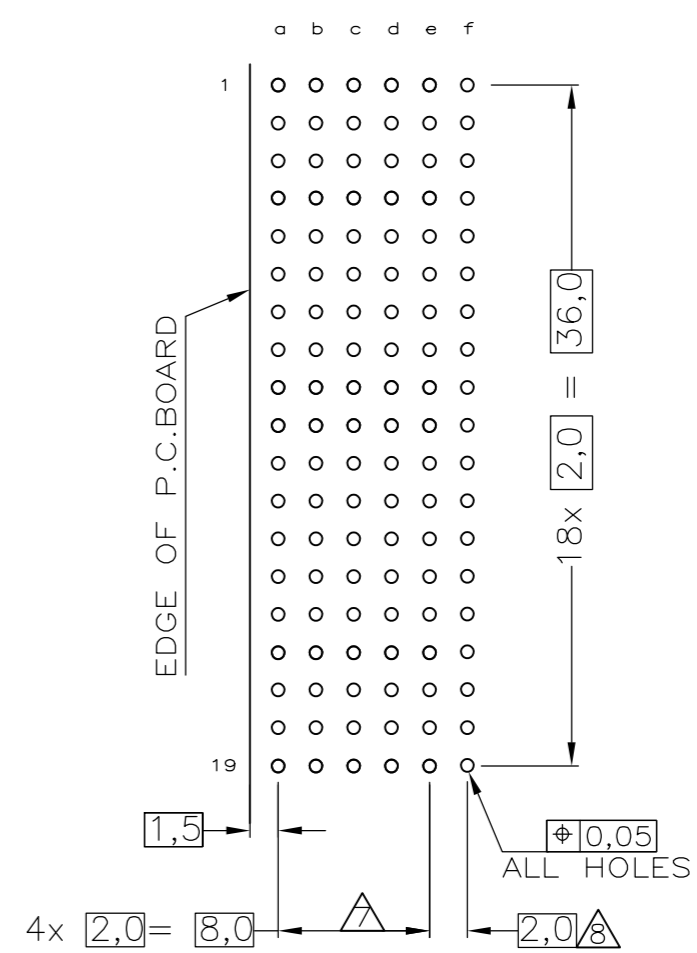 a b c d e f
1
36,0
=
2,0
18x
EDGE OF P.C.BOARD
19
1,5
⌖ 0,05
ALL HOLES
4x 2,0= 8,0
7
2,0 8